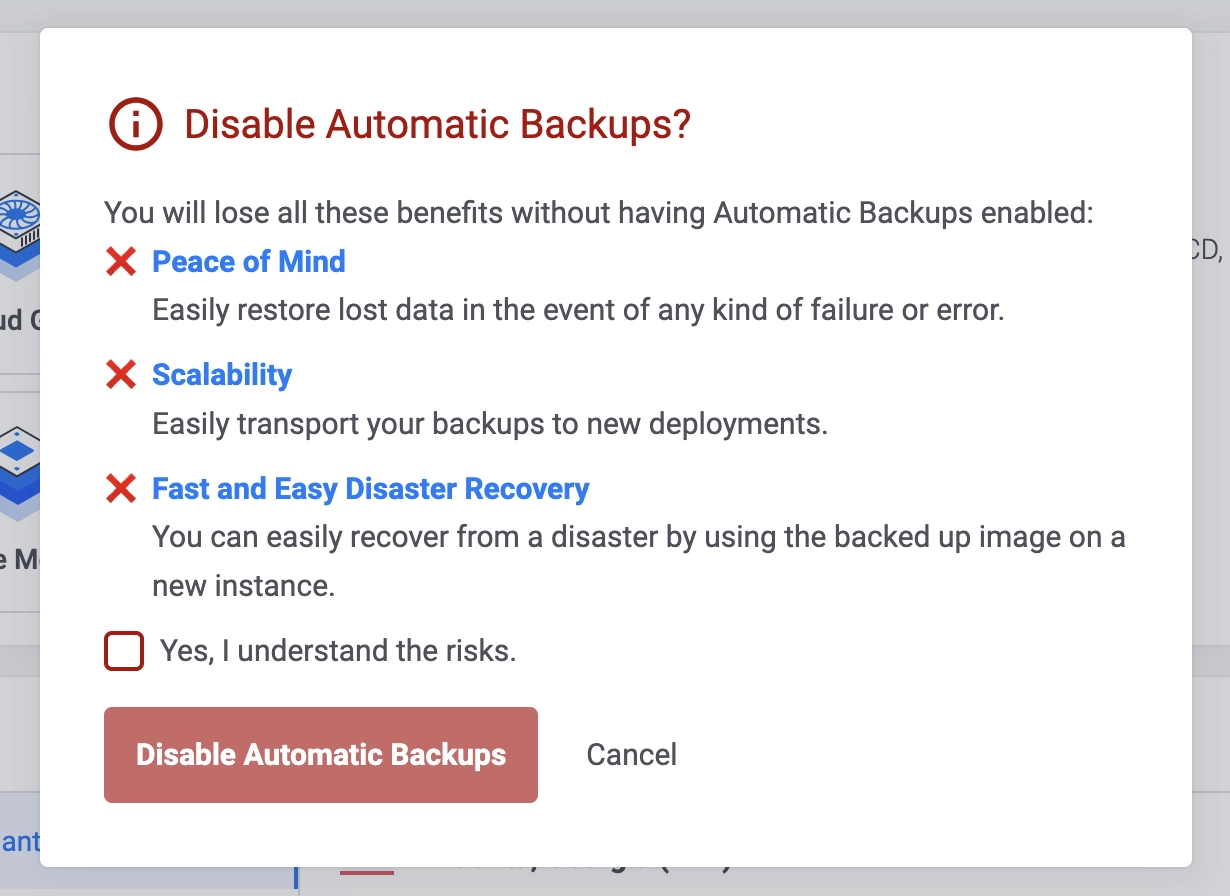 Disable Automatic Backups?
You will lose all these benefits without having Automatic Backups enabled:
Peace of Mind
Easily restore lost data in the event of any kind of failure or error.
Scalability
Easily transport your backups to new deployments.
Fast and Easy Disaster Recovery
You can easily recover from a disaster by using the backed up image on a
new instance.
Yes, I understand the risks.
Disable Automatic Backups Cancel